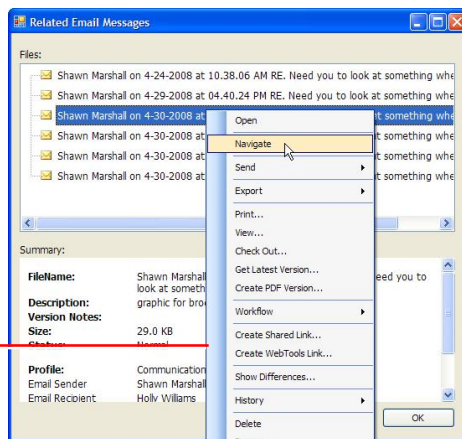 Related Email Messages
Files:
Shawn Marshall on 4-24-2008 at 10.38.06 AM RE. Need you to look at something whe
Shawn Marshall on 4-29-2008 at 04.40.24 PM RE. Need you to look at something whe
Shawn Marshall on 4-30-2008 at t something whe
Shawn Marshall on 4-30-2008 at t something whe
Shawn Marshall on 4-30-2008 at t something whe
Shawn Marshall on 4-30-2008 at t something whe
Open
Navigate
Send
Export
Print...
View...
Check Out...
Get Latest Version...
Create PDF Version...
Workflow
Create Shared Link...
Create WebTools Link...
Show Differences...
History
Delete
Summary:
FileName: Shawn Marshall eed you to
look at someth
Description: graphic for bro
Version Notes:
Size: 29.0 KB
Status: Normal
Profile: Communication
Email Sender Shawn Marshall
Email Recipient Holly Williams
OK